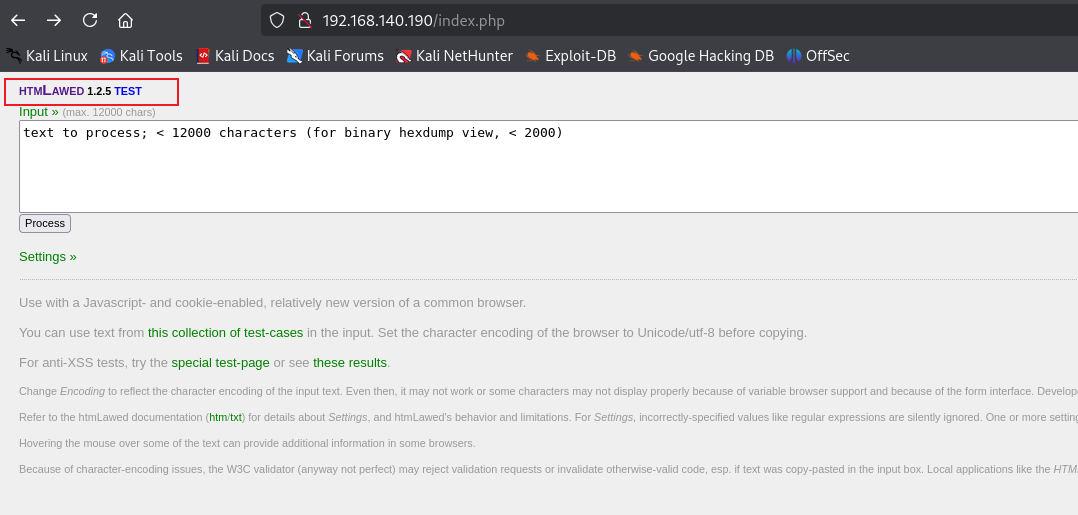 192.168.140.190/index.php
Kali Linux Kali Tools Kali Docs Kali Forums Kali NetHunter Exploit-DB Google Hacking DB OffSec
HTMLAWED 1.2.5 TEST
Input » (max. 12000 chars)
text to process; < 12000 characters (for binary hexdump view, < 2000)
Process
Settings »
Use with a Javascript- and cookie-enabled, relatively new version of a common browser.
You can use text from this collection of test-cases in the input. Set the character encoding of the browser to Unicode/utf-8 before copying.
For anti-XSS tests, try the special test-page or see these results.
Change Encoding to reflect the character encoding of the input text. Even then, it may not work or some characters may not display properly because of variable browser support and because of the form interface. Develope
Refer to the htmLawed documentation (htm/txt) for details about Settings, and htmLawed's behavior and limitations. For Settings, incorrectly-specified values like regular expressions are silently ignored. One or more setting
Hovering the mouse over some of the text can provide additional information in some browsers.
Because of character-encoding issues, the W3C validator (anyway not perfect) may reject validation requests or invalidate otherwise-valid code, esp. if text was copy-pasted in the input box. Local applications like the HTM